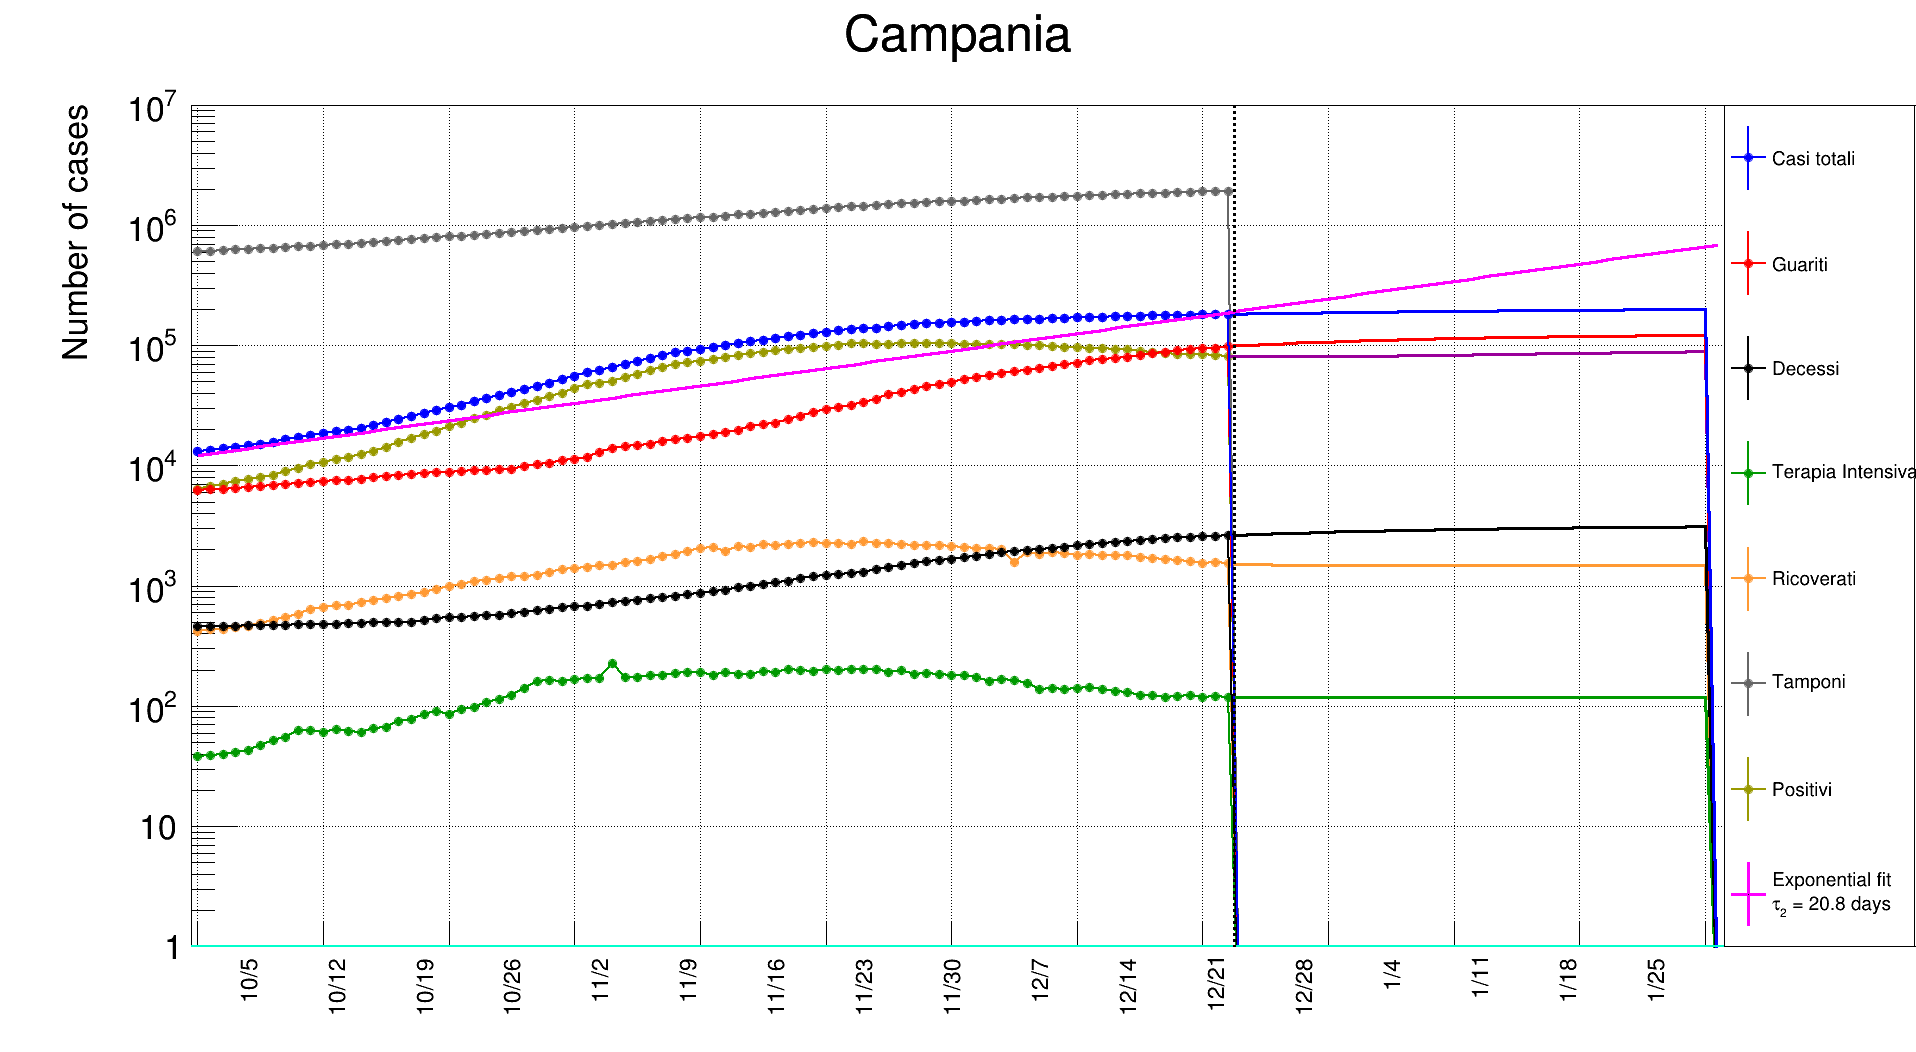 Campania
Number of cases
10^7
10^6
10^5
10^4
10^3
10^2
10
1
10/5
10/12
10/19
10/26
11/2
11/9
11/16
11/23
11/30
12/7
12/14
12/21
12/28
1/4
1/11
1/18
1/25
Casi totali
Guariti
Decessi
Terapia Intensiva
Ricoverati
Tamponi
Positivi
Exponential fit
τ₂ = 20.8 days